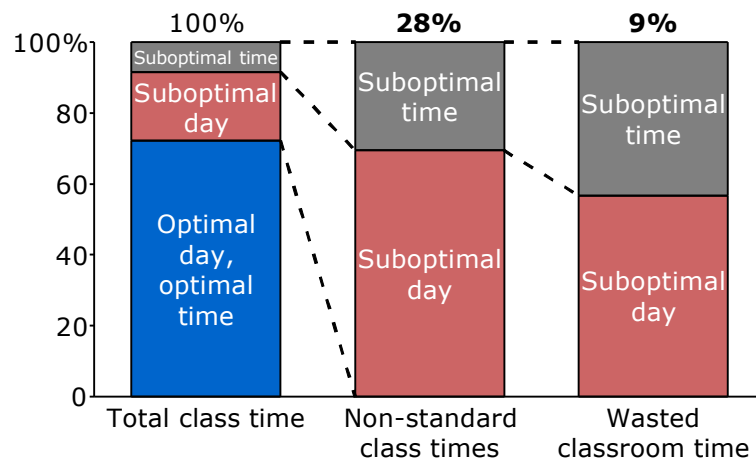 100% 28% 9%
100%
80
60
40
20
0
Suboptimal time
Suboptimal
day
Optimal
day,
optimal
time
Suboptimal
time
Suboptimal
day
Suboptimal
time
Suboptimal
day
Total class time
Non-standard
class times
Wasted
classroom time